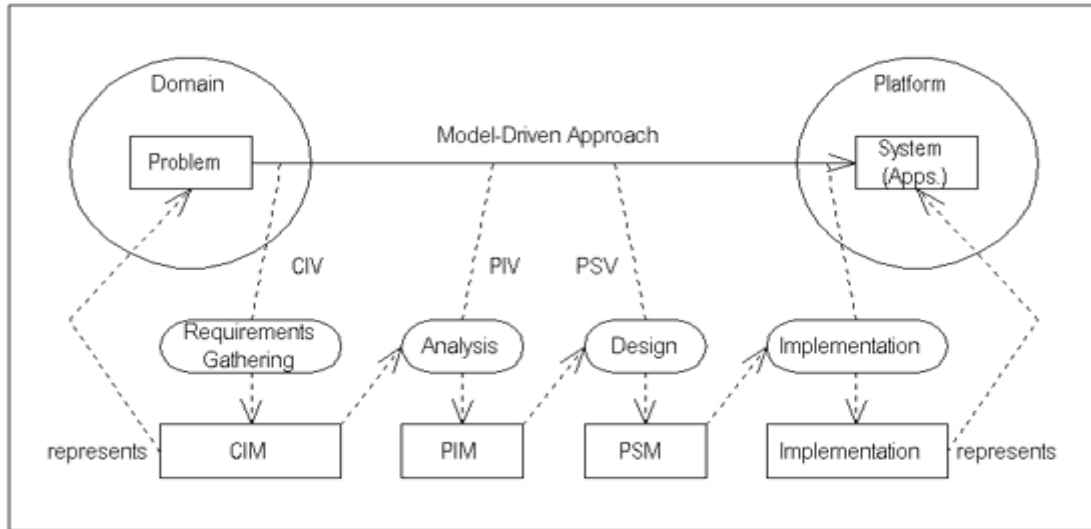 Domain
Platform
Model-Driven Approach
Problem
System
(Apps.)
CIV
PIV
PSV
Requirements
Gathering
Analysis
Design
Implementation
represents
CIM
PIM
PSM
Implementation
represents